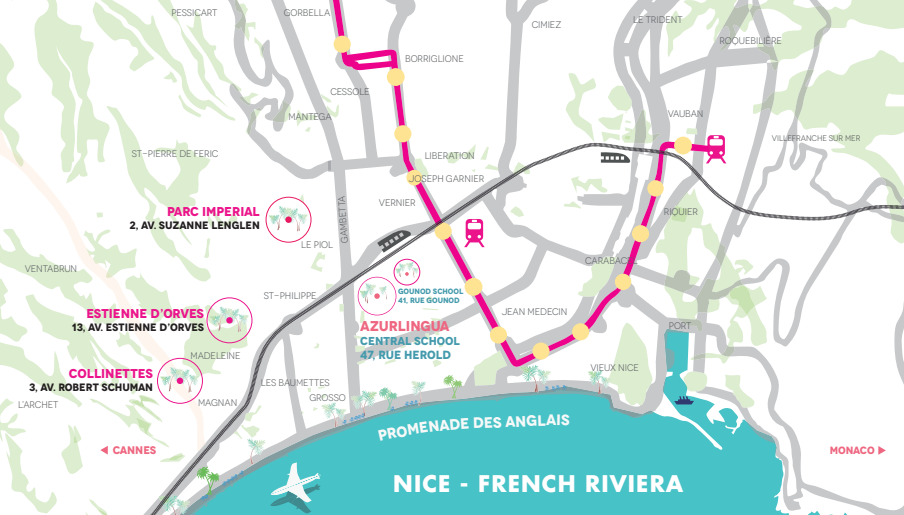 PESSICART
GORBELLA
CIMIEZ
LE TRIDENT
ROQUEBILIÈRE
BORRIGLIONE
CESSOLE
MANTEGA
VAUBAN
VILLEFRANCHE SUR MER
ST-PIERRE DE FERIC
LIBERATION
JOSEPH GARNIER
VERNIER
GAMBETTA
RIQUIER
PARC IMPERIAL
2, AV. SUZANNE LENGLEN
LE PIOL
VENTABRUN
CARABACEL
GOUNOD SCHOOL
41, RUE GOUNOD
ST-PHILIPPE
ESTIENNE D'ORVES
13, AV. ESTIENNE D'ORVES
JEAN MEDECIN
AZURLINGUA
CENTRAL SCHOOL
47, RUE HEROLD
PORT
MADELEINE
COLLINETTES
3, AV. ROBERT SCHUMAN
VIEUX NICE
LES BAUMETTES
GROSSO
L'ARCHET
MAGNAN
PROMENADE DES ANGLAIS
CANNES
MONACO
NICE - FRENCH RIVIERA